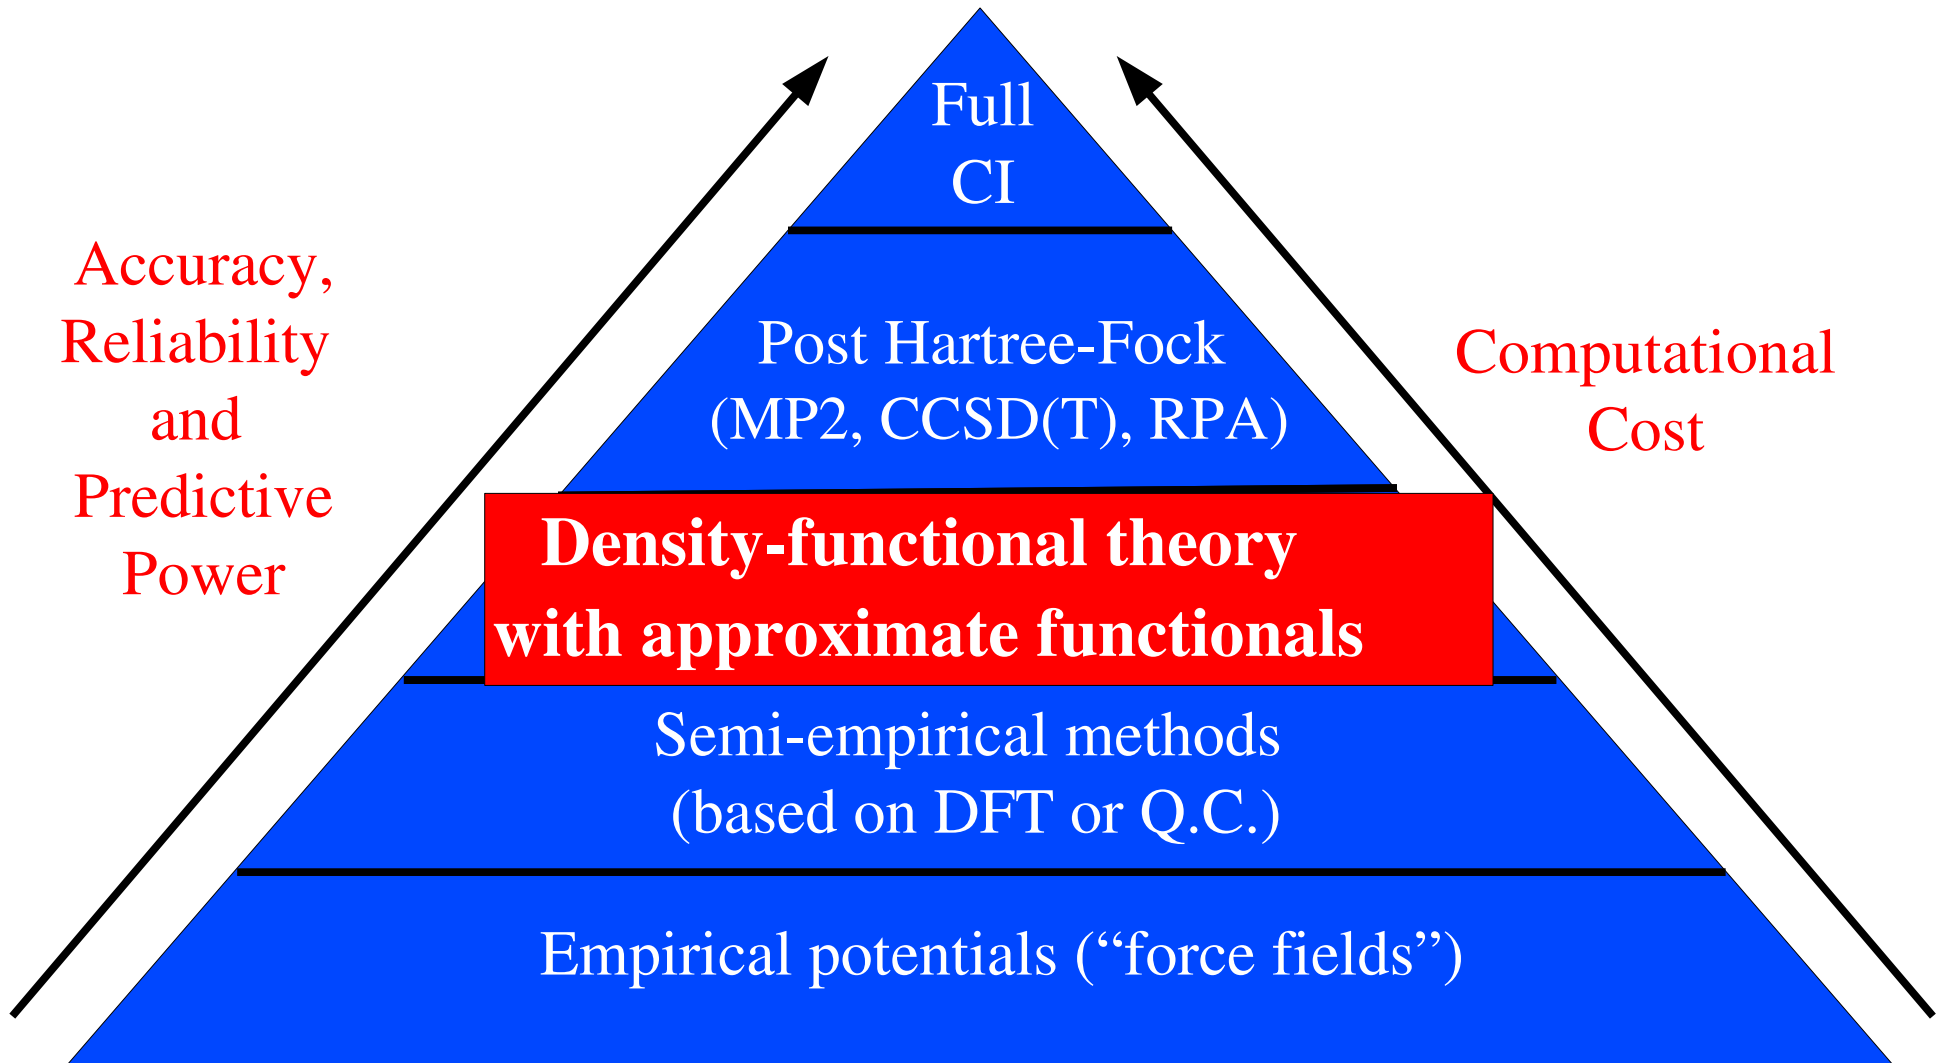 Full
CI
Accuracy,
Reliability
and
Predictive
Power
Post Hartree-Fock
(MP2, CCSD(T), RPA)
Computational
Cost
Density-functional theory
with approximate functionals
Semi-empirical methods
(based on DFT or Q.C.)
Empirical potentials (“force fields”)